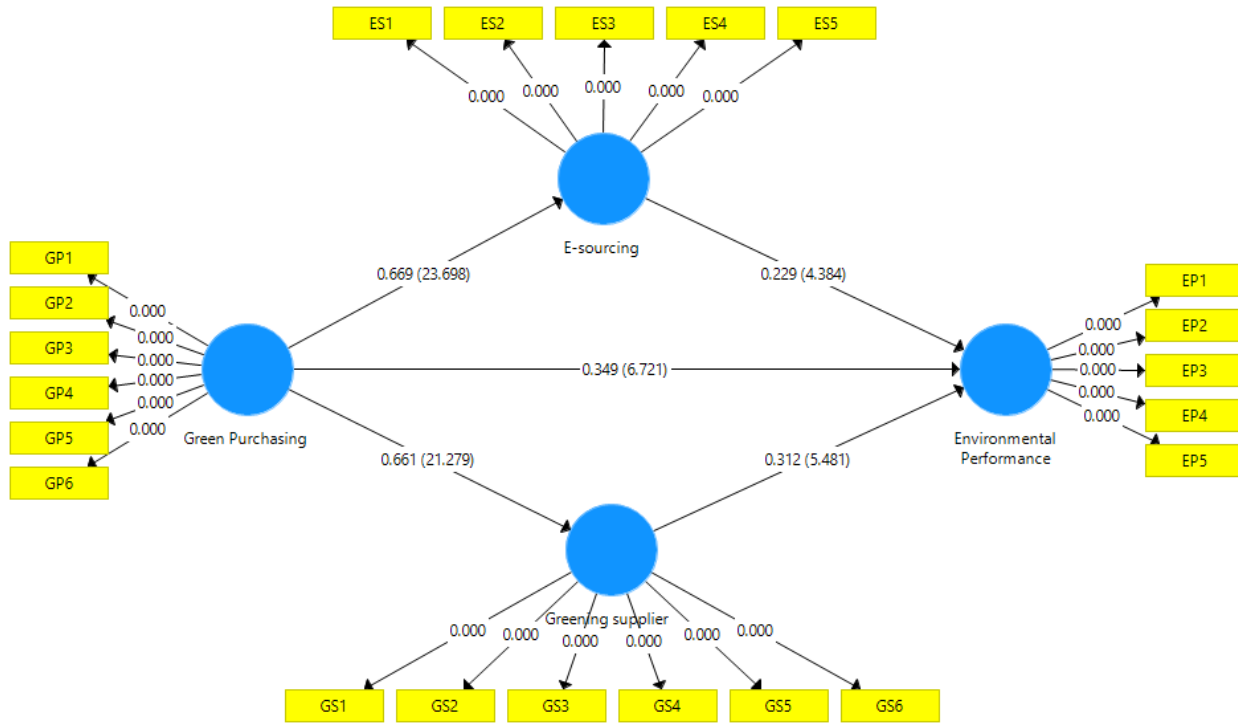 ES1 ES2 ES3 ES4 ES5
0.000 0.000 0.000 0.000 0.000
E-sourcing
0.669 (23.698) 0.229 (4.384)
GP1
GP2
GP3
GP4
GP5
GP6
0.000
0.000
0.000
0.000
0.000
0.000
Green Purchasing
0.349 (6.721)
EP1
EP2
EP3
EP4
EP5
0.000
0.000
0.000
0.000
0.000
Environmental
Performance
0.661 (21.279) 0.312 (5.481)
Greening supplier
0.000 0.000 0.000 0.000 0.000 0.000
GS1 GS2 GS3 GS4 GS5 GS6